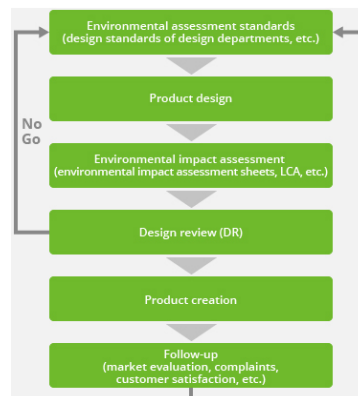 Environmental assessment standards
(design standards of design departments, etc.)
Product design
No
Go
Environmental impact assessment
(environmental impact assessment sheets, LCA, etc.)
Design review (DR)
Product creation
Follow-up
(market evaluation, complaints,
customer satisfaction, etc.)